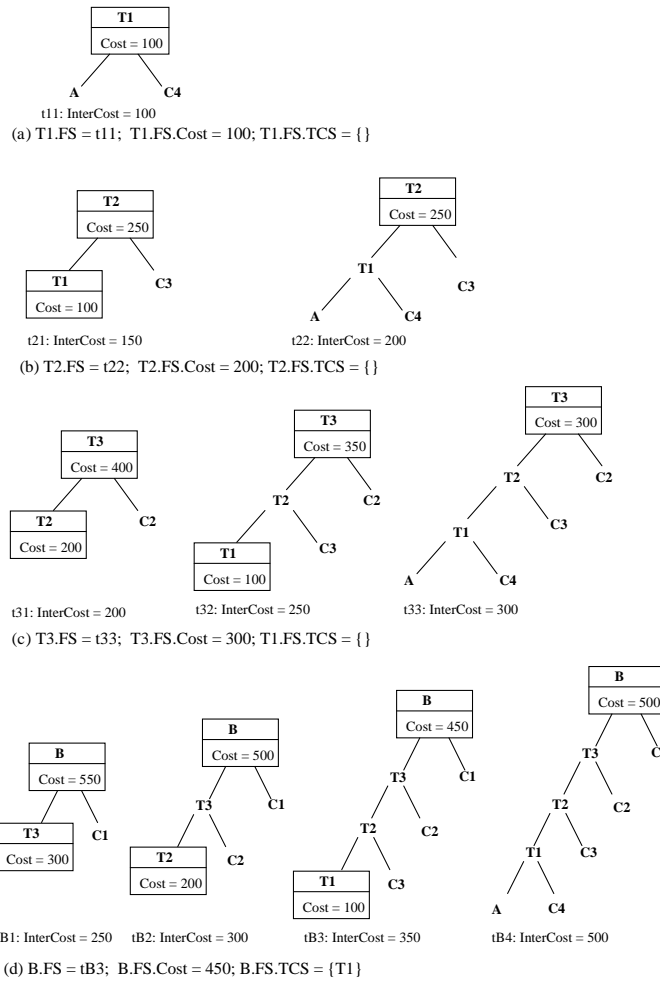 T1
Cost = 100
A
C4
t11: InterCost = 100
(a) T1.FS = t11; T1.FS.Cost = 100; T1.FS.TCS = { }
T2
Cost = 250
T1
Cost = 100
C3
t21: InterCost = 150
T2
Cost = 250
T1
C3
A
C4
t22: InterCost = 200
(b) T2.FS = t22; T2.FS.Cost = 200; T2.FS.TCS = { }
T3
Cost = 400
T2
Cost = 200
C2
t31: InterCost = 200
T3
Cost = 350
T2
C2
T1
Cost = 100
C3
t32: InterCost = 250
T3
Cost = 300
T2
C2
T1
C3
A
C4
t33: InterCost = 300
(c) T3.FS = t33; T3.FS.Cost = 300; T1.FS.TCS = { }
B
Cost = 550
T3
Cost = 300
C1
B1: InterCost = 250
B
Cost = 500
T3
C1
T2
Cost = 200
C2
tB2: InterCost = 300
B
Cost = 450
T3
C1
T2
C2
T1
Cost = 100
C3
tB3: InterCost = 350
B
Cost = 500
T3
C
T2
C2
T1
C3
A
C4
tB4: InterCost = 500
(d) B.FS = tB3; B.FS.Cost = 450; B.FS.TCS = {T1}